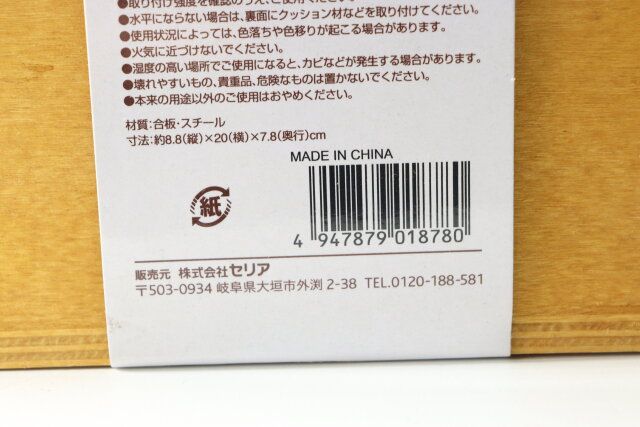 ●取り付け強度を確認のうえ、ご使用ください。
●水平にならない場合は、裏面にクッション材などを取り付けてください。
●使用状況によっては、色落ちや色移りが起こる場合があります。
●火気に近づけないでください。
●湿度の高い場所でご使用になると、カビなどが発生する場合があります。
●壊れやすいもの、貴重品、危険なものは置かないでください。
●本来の用途以外のご使用はおやめください。
材質：合板・スチール
寸法：約8.8(縦)×20(横)×7.8(奥行)cm
MADE IN CHINA
紙
4 947879 018780
販売元 株式会社セリア
〒503-0934 岐阜県大垣市外渕 2-38 TEL.0120-188-581